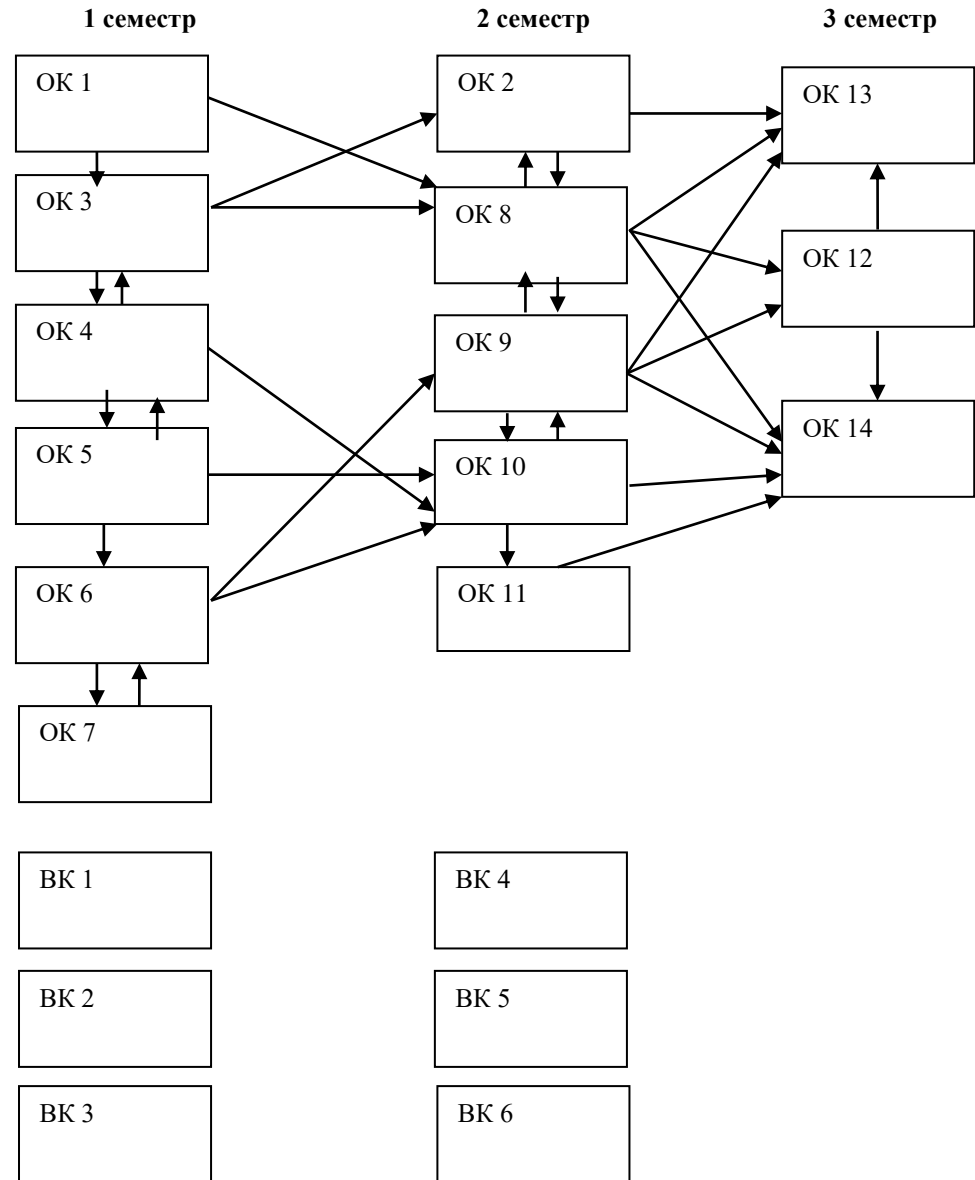 1 семестр
2 семестр
3 семестр
ОК 1
ОК 2
ОК 13
ОК 3
ОК 8
ОК 12
ОК 4
ОК 9
ОК 14
ОК 5
ОК 10
ОК 6
ОК 11
ОК 7
ВК 1
ВК 4
ВК 2
ВК 5
ВК 3
ВК 6